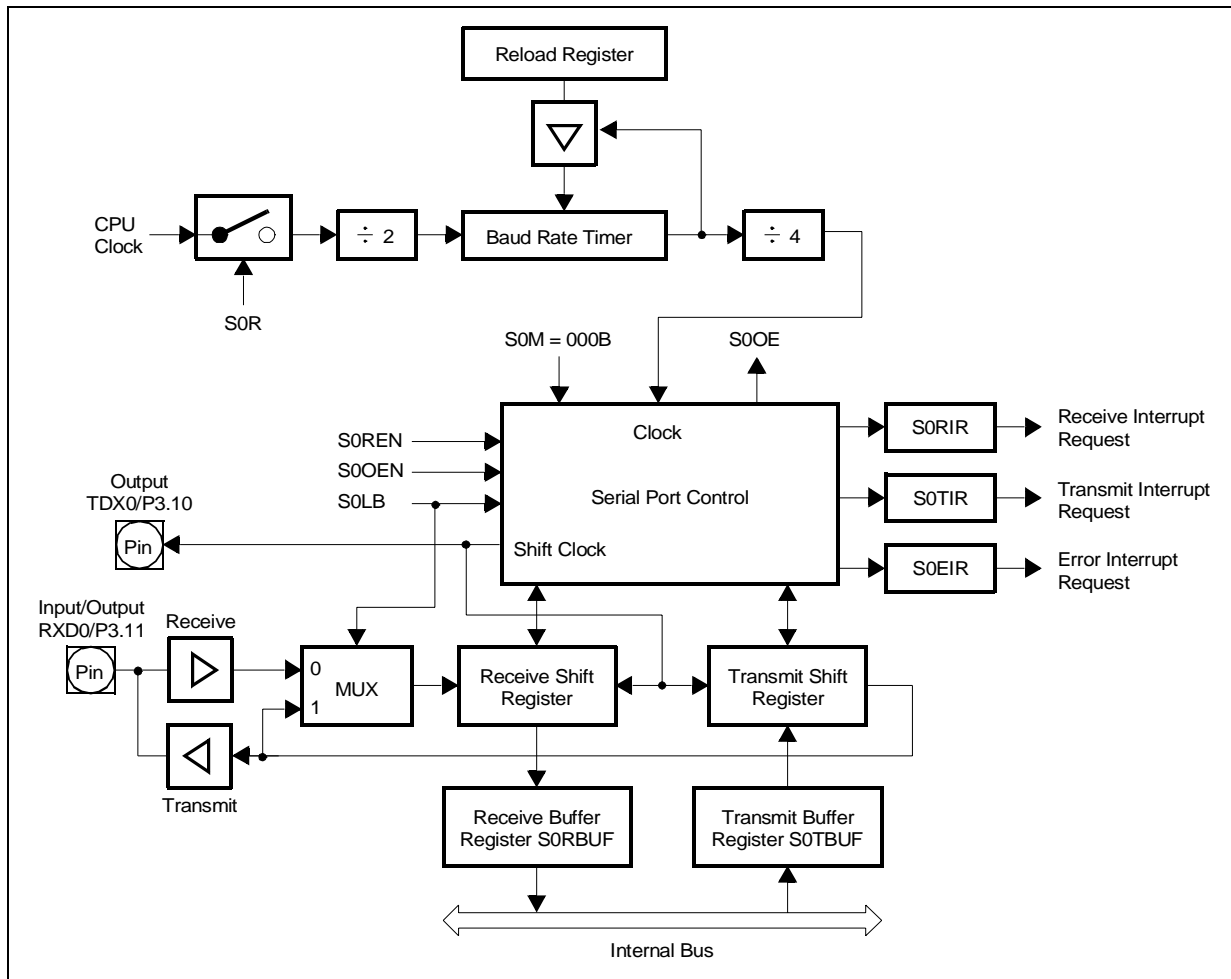 Reload Register
CPU
Clock
÷ 2
Baud Rate Timer
÷ 4
S0R
S0M = 000B
S0OE
Clock
S0REN
S0OEN
S0LB
Serial Port Control
Shift Clock
S0RIR
Receive Interrupt
Request
S0TIR
Transmit Interrupt
Request
S0EIR
Error Interrupt
Request
Output
TDX0/P3.10
Pin
Input/Output
RXD0/P3.11
Pin
Receive
0
MUX
1
Receive Shift
Register
Transmit Shift
Register
Transmit
Receive Buffer
Register S0RBUF
Transmit Buffer
Register S0TBUF
Internal Bus